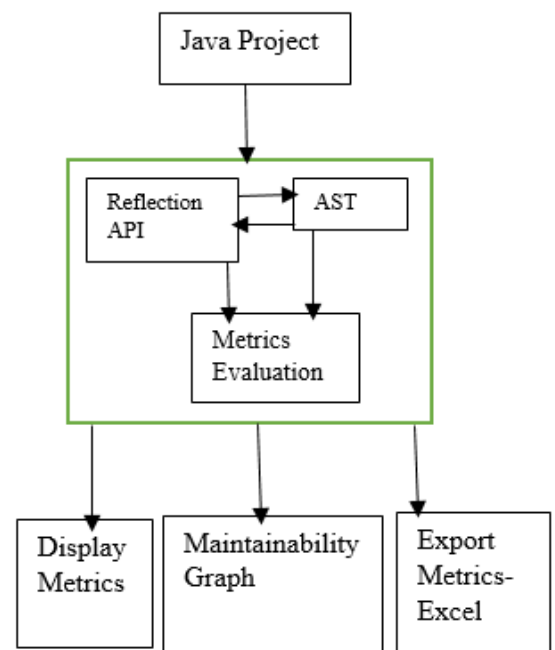 Java Project
Reflection
API
AST
Metrics
Evaluation
Display
Metrics
Maintainability
Graph
Export
Metrics-
Excel